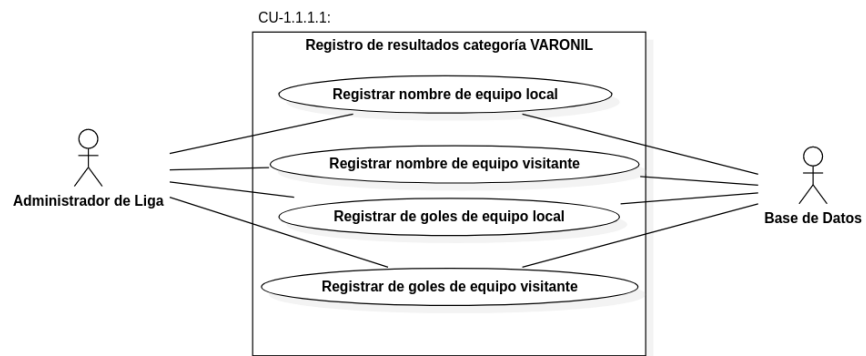 CU-1.1.1.1:
Registro de resultados categoría VARONIL
Registrar nombre de equipo local
Registrar nombre de equipo visitante
Administrador de Liga
Registrar de goles de equipo local
Base de Datos
Registrar de goles de equipo visitante